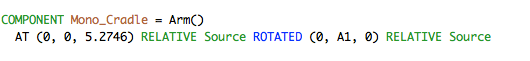 COMPONENT Mono_Cradle = Arm()
AT (0, 0, 5.2746) RELATIVE Source ROTATED (0, A1, 0) RELATIVE Source